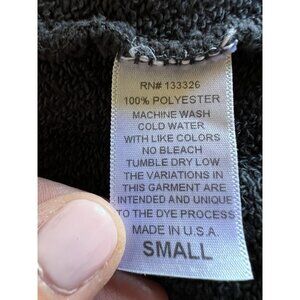 RN# 133326
100% POLYESTER
MACHINE WASH
COLD WATER
WITH LIKE COLORS
NO BLEACH
TUMBLE DRY LOW
THE VARIATIONS IN
THIS GARMENT ARE
INTENDED AND UNIQUE
TO THE DYE PROCESS
MADE IN U.S.A.
SMALL